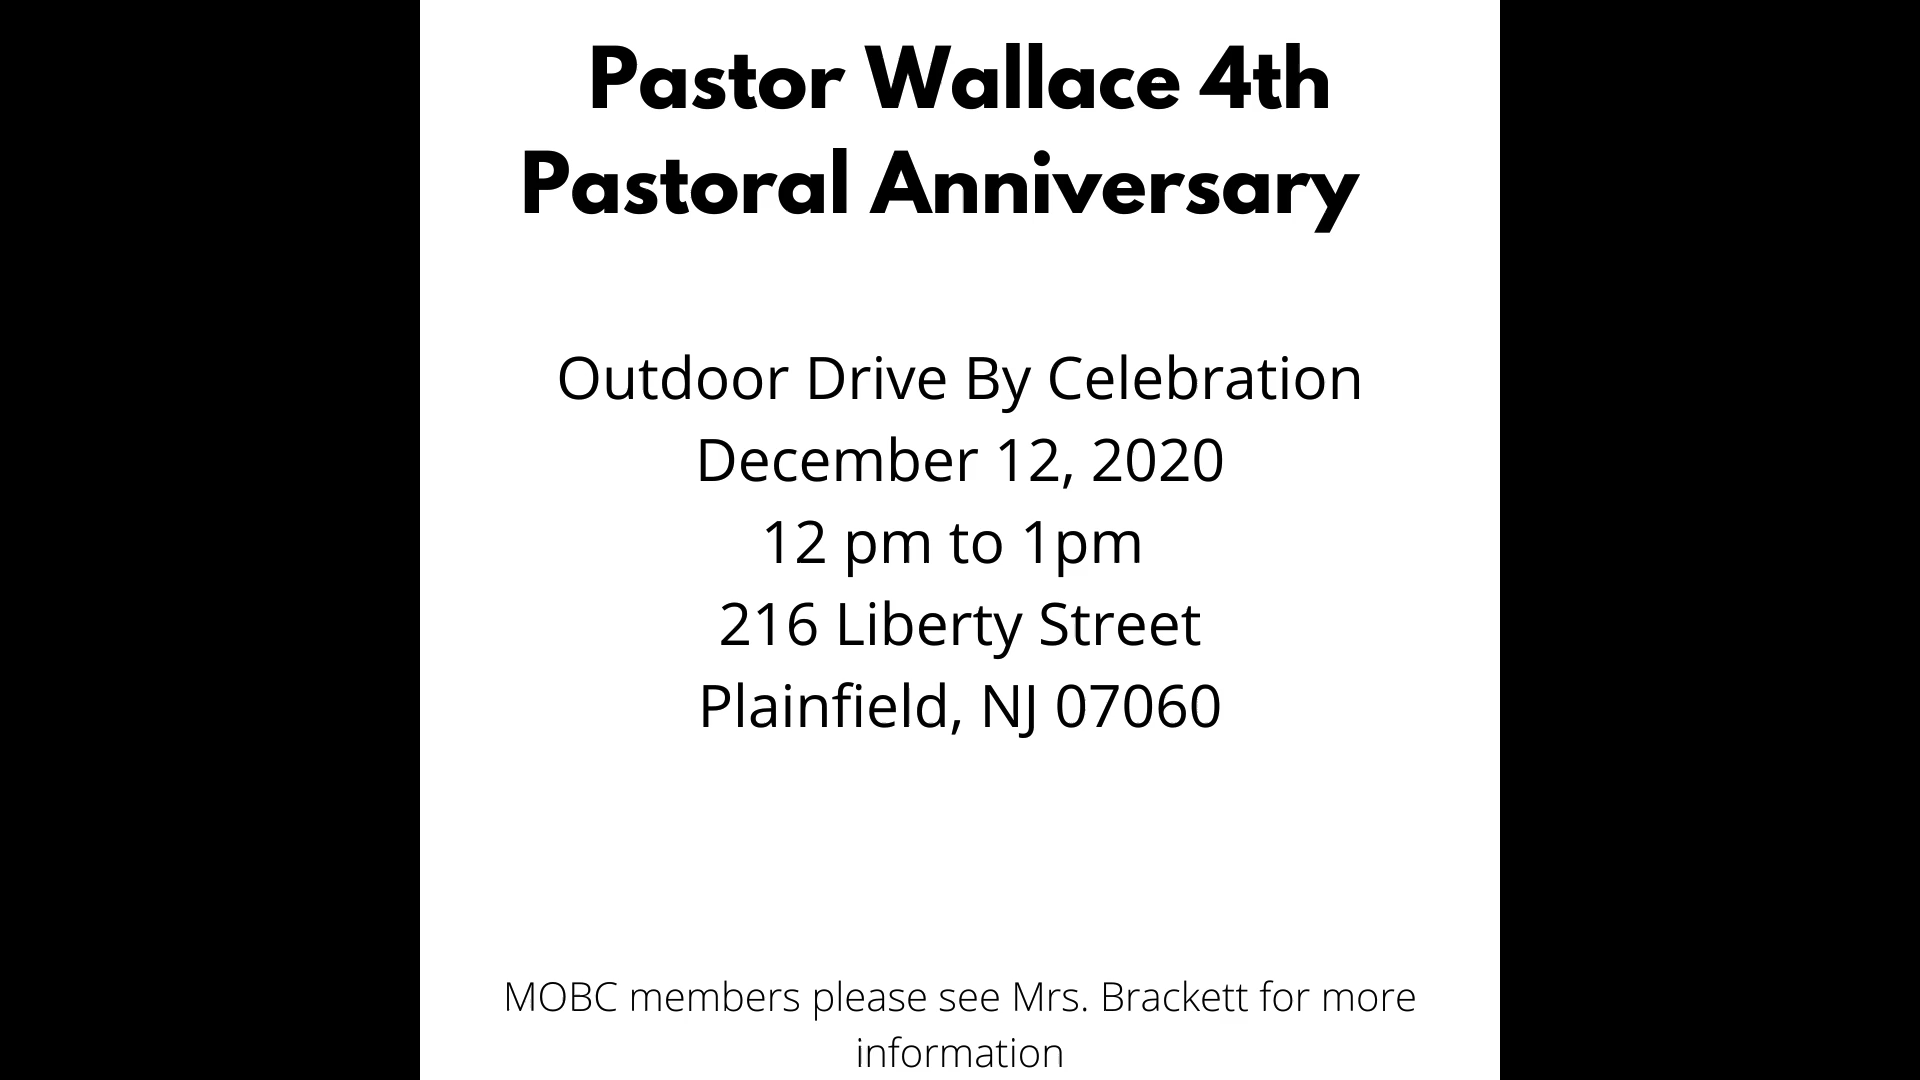 Pastor Wallace 4th
Pastoral Anniversary
Outdoor Drive By Celebration
December 12, 2020
12 pm to 1pm
216 Liberty Street
Plainfield, NJ 07060
MOBC members please see Mrs. Brackett for more
information